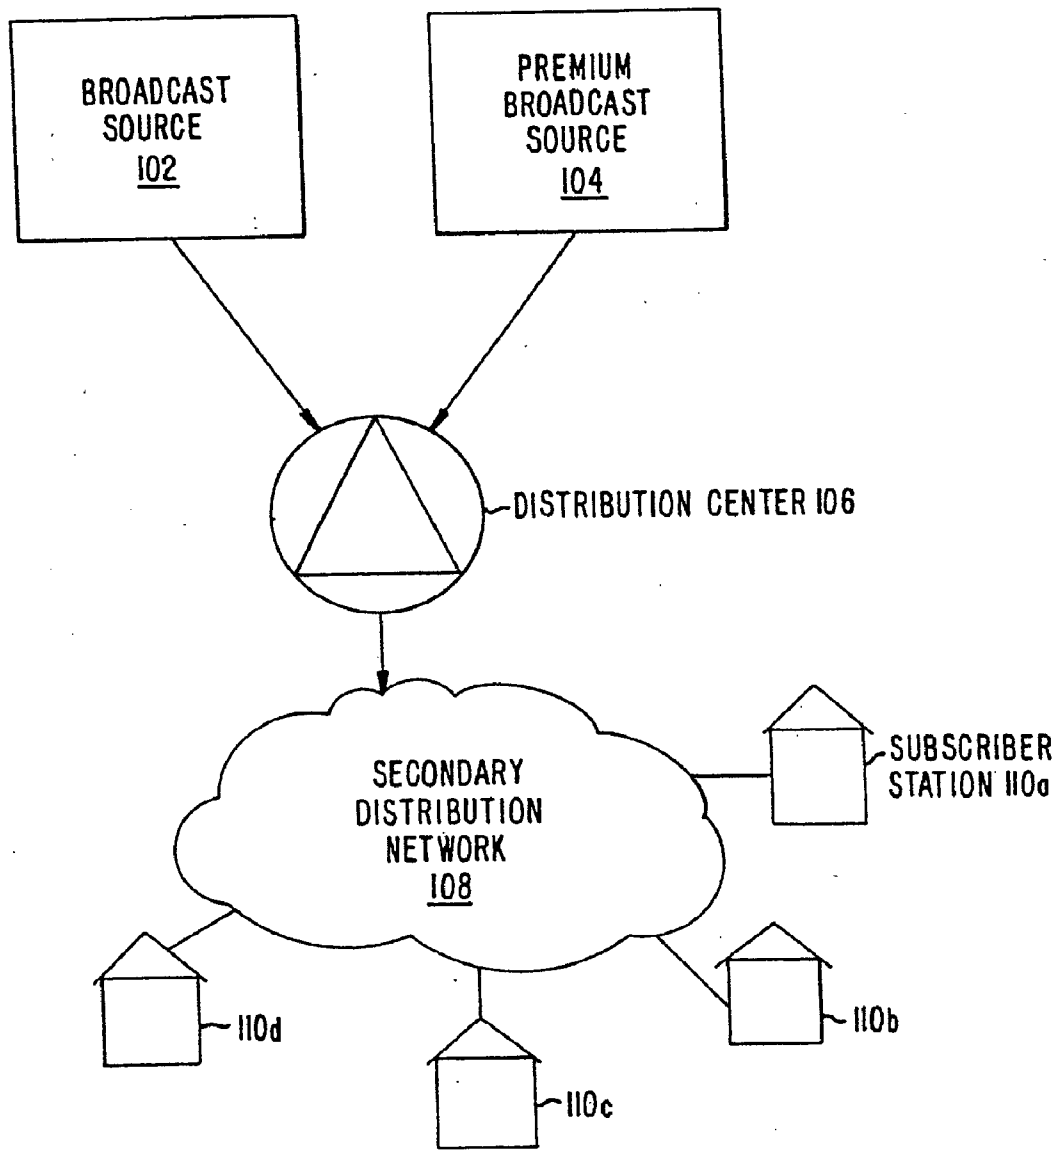 BROADCAST
SOURCE
102
PREMIUM
BROADCAST
SOURCE
104
DISTRIBUTION CENTER 106
SECONDARY
DISTRIBUTION
NETWORK
108
SUBSCRIBER
STATION 110a
110d
110b
110c